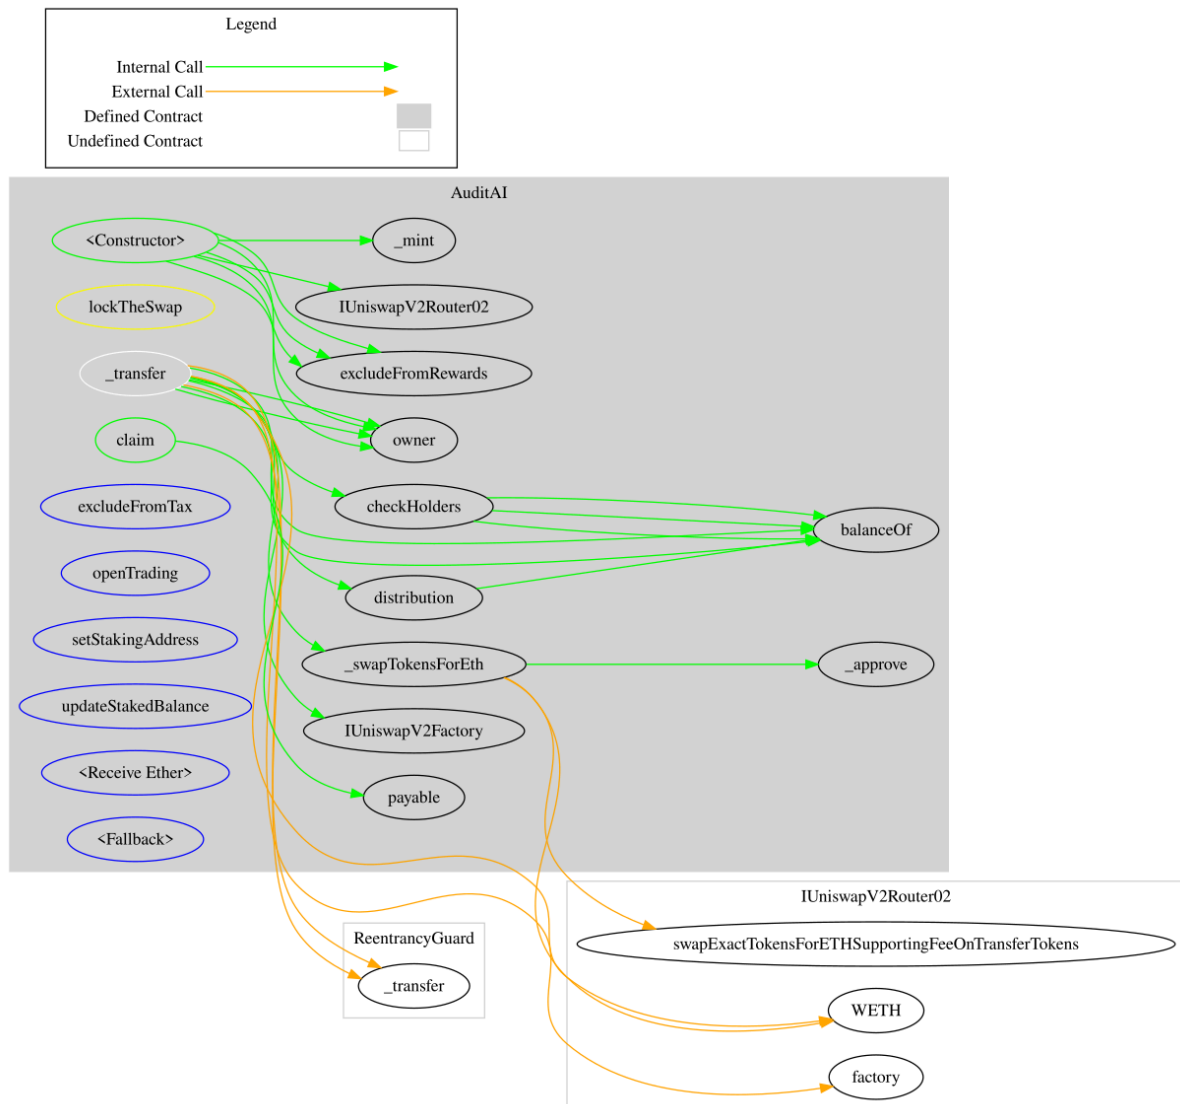 Legend
Internal Call
External Call
Defined Contract
Undefined Contract
AuditAI
<Constructor>
_mint
lockTheSwap
IUniswapV2Router02
_transfer
excludeFromRewards
claim
owner
excludeFromTax
checkHolders
balanceOf
openTrading
distribution
setStakingAddress
_swapTokensForEth
_approve
updateStakedBalance
IUniswapV2Factory
<Receive Ether>
payable
<Fallback>
IUniswapV2Router02
ReentrancyGuard
swapExactTokensForETHSupportingFeeOnTransferTokens
_transfer
WETH
factory